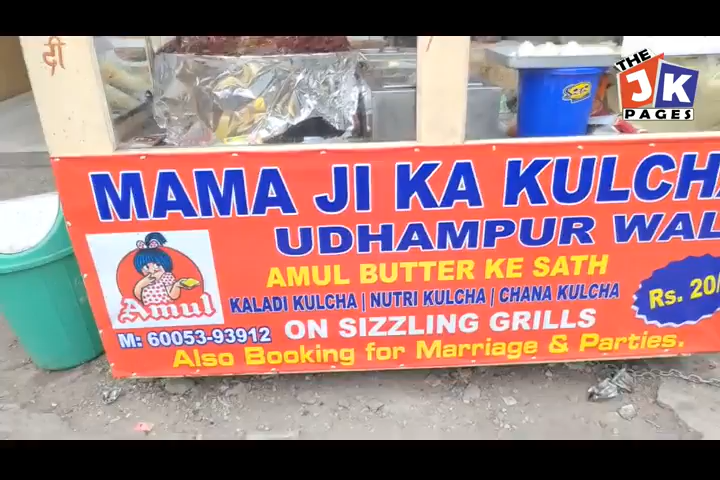 दी
THE
JK
PAGES
MAMA JI KA KULCHA
UDHAMPUR WAL
AMUL BUTTER KE SATH
Amul
KALADI KULCHA | NUTRI KULCHA | CHANA KULCHA
Rs. 20/
M: 60053-93912
ON SIZZLING GRILLS
Also Booking for Marriage & Parties.